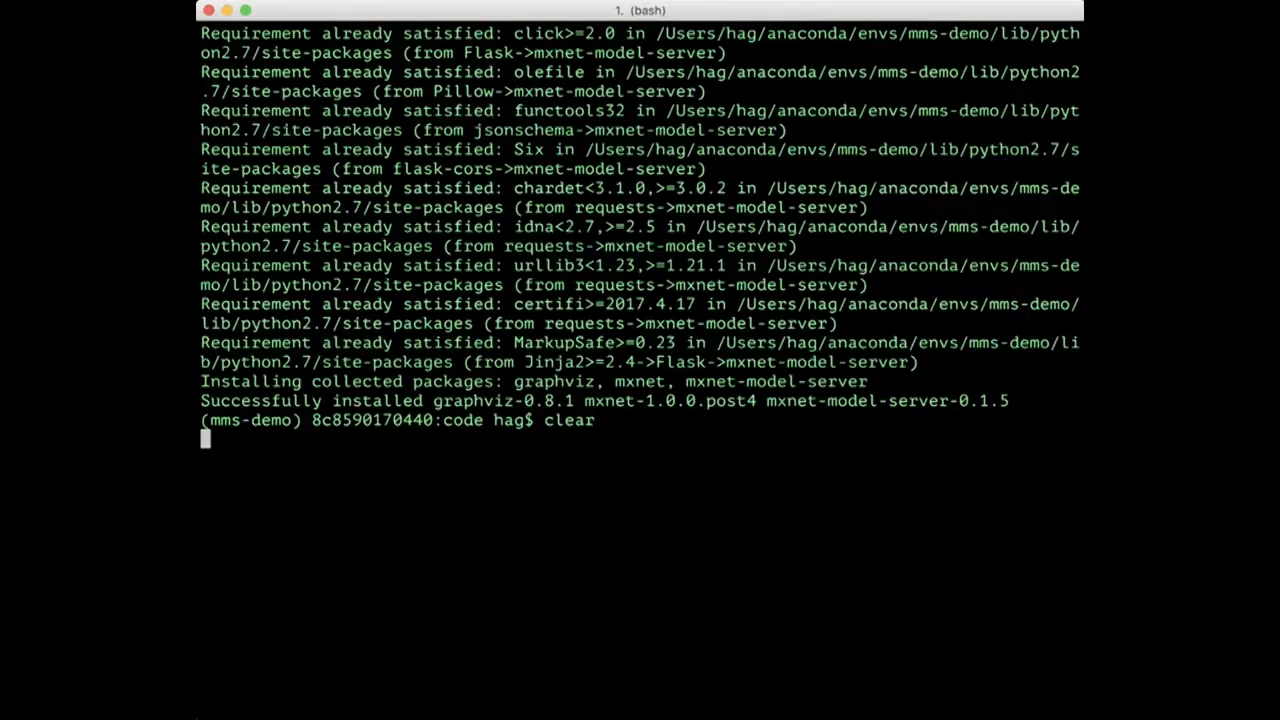 1. (bash)
Requirement already satisfied: click>=2.0 in /Users/hag/anaconda/envs/mms-demo/lib/pyth
on2.7/site-packages (from Flask->mxnet-model-server)
Requirement already satisfied: olefile in /Users/hag/anaconda/envs/mms-demo/lib/python2
.7/site-packages (from Pillow->mxnet-model-server)
Requirement already satisfied: functools32 in /Users/hag/anaconda/envs/mms-demo/lib/pyt
hon2.7/site-packages (from jsonschema->mxnet-model-server)
Requirement already satisfied: Six in /Users/hag/anaconda/envs/mms-demo/lib/python2.7/s
ite-packages (from flask-cors->mxnet-model-server)
Requirement already satisfied: chardet<3.1.0,>=3.0.2 in /Users/hag/anaconda/envs/mms-de
mo/lib/python2.7/site-packages (from requests->mxnet-model-server)
Requirement already satisfied: idna<2.7,>=2.5 in /Users/hag/anaconda/envs/mms-demo/lib/
python2.7/site-packages (from requests->mxnet-model-server)
Requirement already satisfied: urllib3<1.23,>=1.21.1 in /Users/hag/anaconda/envs/mms-de
mo/lib/python2.7/site-packages (from requests->mxnet-model-server)
Requirement already satisfied: certifi>=2017.4.17 in /Users/hag/anaconda/envs/mms-demo/
lib/python2.7/site-packages (from requests->mxnet-model-server)
Requirement already satisfied: MarkupSafe>=0.23 in /Users/hag/anaconda/envs/mms-demo/li
b/python2.7/site-packages (from Jinja2>=2.4->Flask->mxnet-model-server)
Installing collected packages: graphviz, mxnet, mxnet-model-server
Successfully installed graphviz-0.8.1 mxnet-1.0.0.post4 mxnet-model-server-0.1.5
(mms-demo) 8c8590170440:code hag$ clear